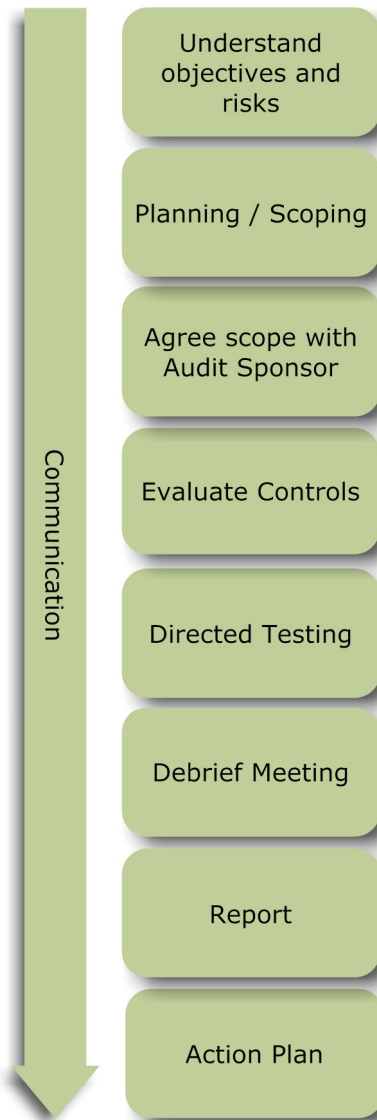 Understand
objectives and
risks
Planning / Scoping
Agree scope with
Audit Sponsor
Evaluate Controls
Directed Testing
Debrief Meeting
Report
Action Plan
Communication